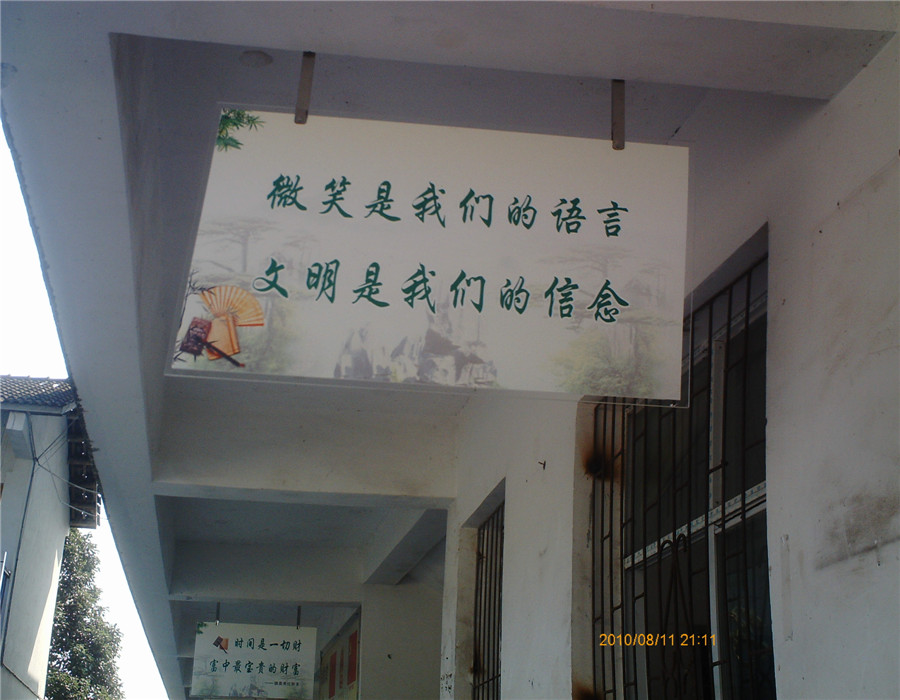 微笑是我们的语言
文明是我们的信念
时间是一切财
富中最宝贵的财富
2010/08/11 21:11